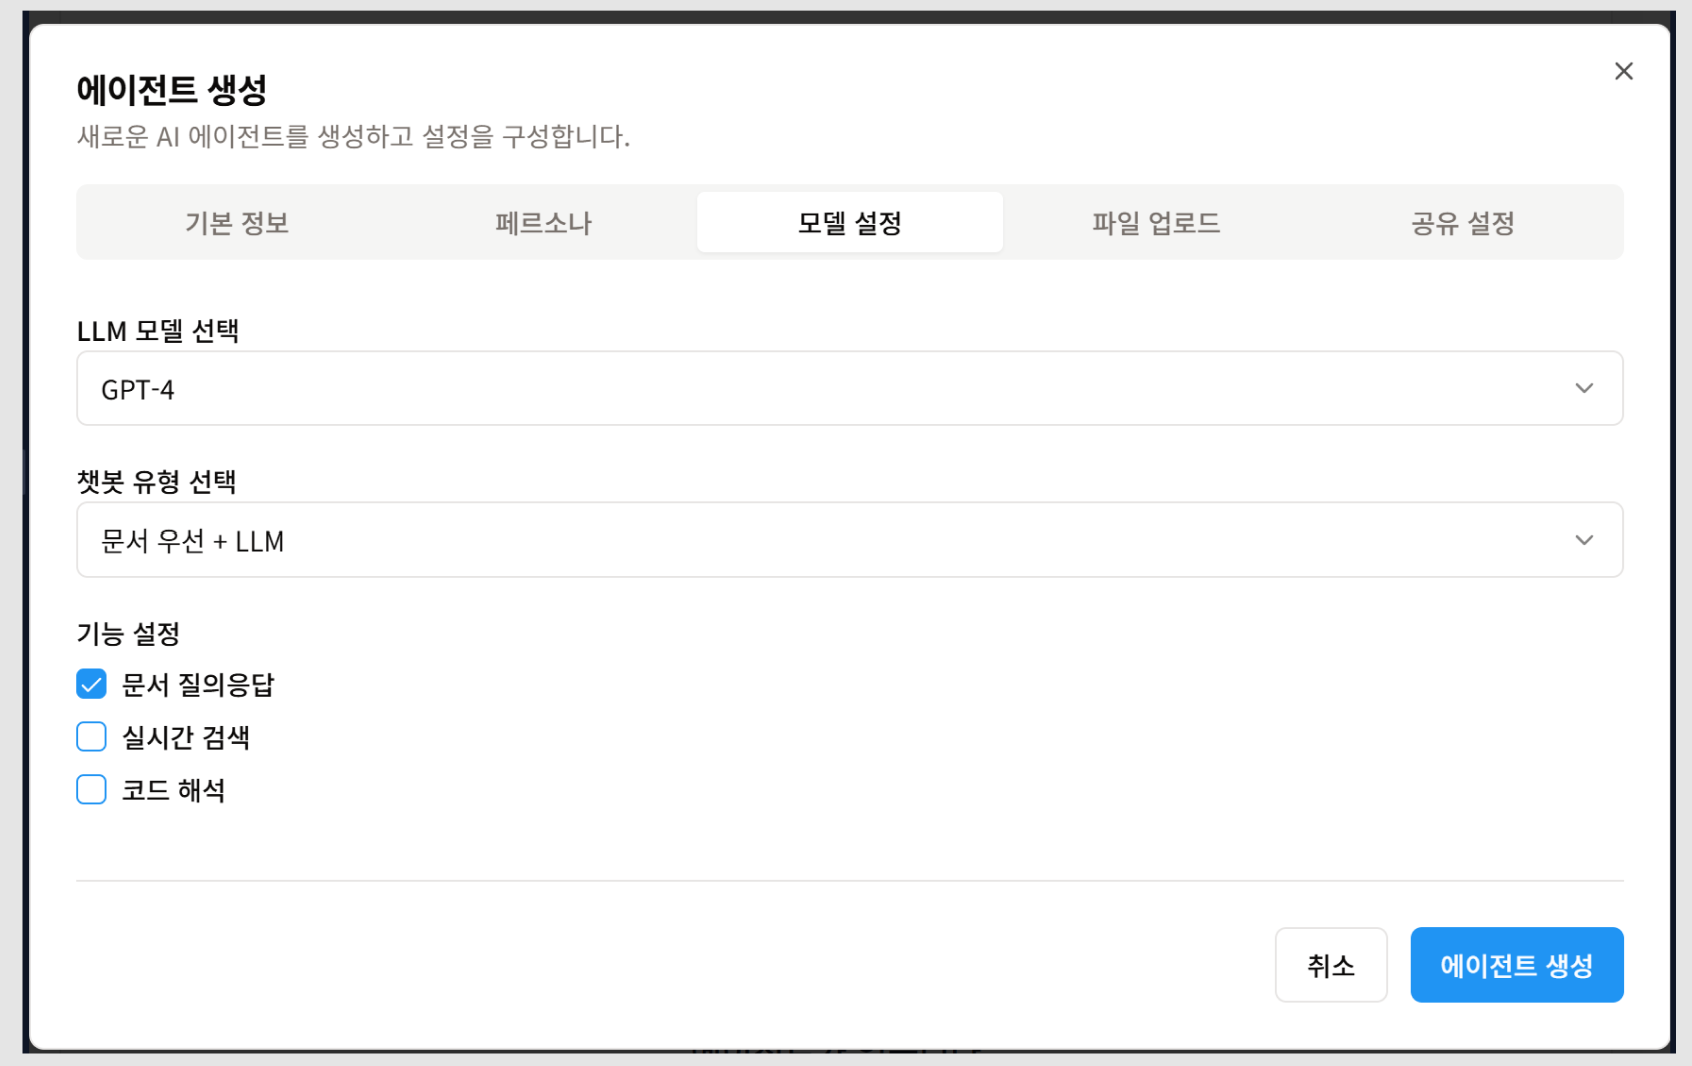 에이전트 생성
새로운 AI 에이전트를 생성하고 설정을 구성합니다.
기본 정보
페르소나
모델 설정
파일 업로드
공유 설정
LLM 모델 선택
GPT-4
챗봇 유형 선택
문서 우선 + LLM
기능 설정
문서 질의응답
실시간 검색
코드 해석
취소
에이전트 생성